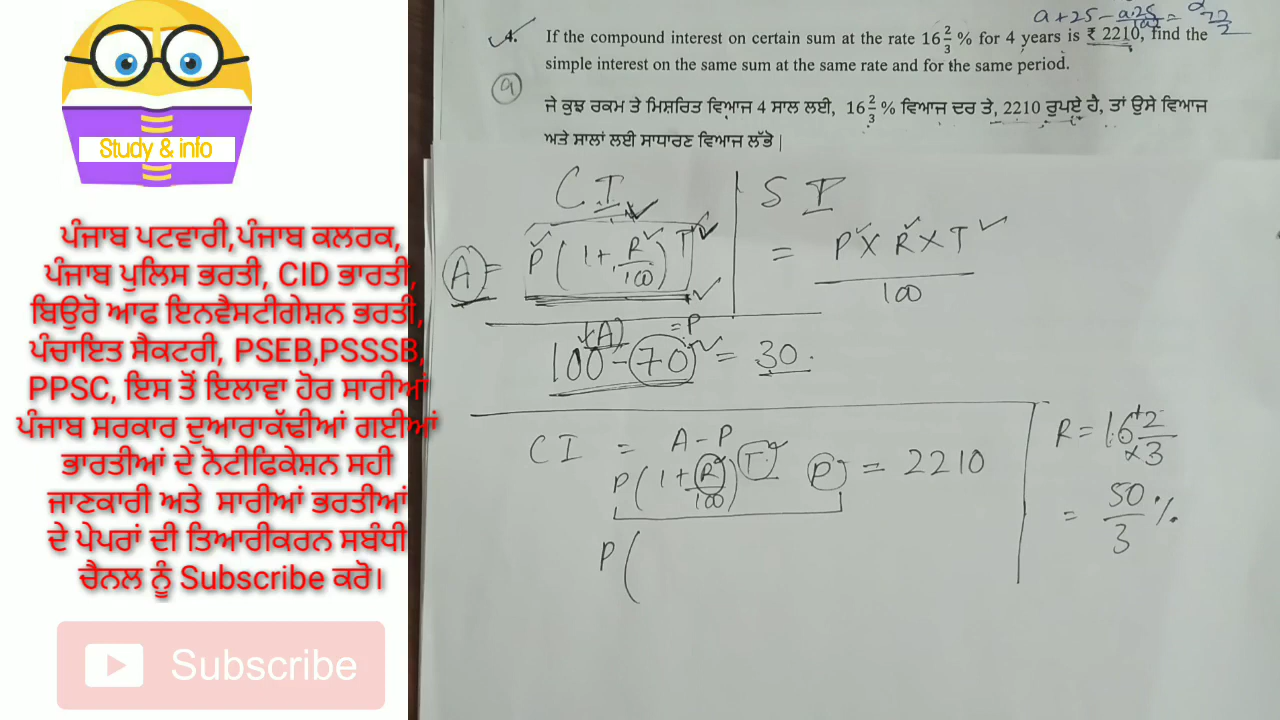 Study & info
ਪੰਜਾਬ ਪਟਵਾਰੀ,ਪੰਜਾਬ ਕਲਰਕ,
ਪੰਜਾਬ ਪੁਲਿਸ ਭਰਤੀ, CID ਭਾਰਤੀ,
ਬਿਉਰੋ ਆਫ ਇਨਵੈਸਟੀਗੇਸ਼ਨ ਭਰਤੀ,
ਪੰਚਾਇਤ ਸੈਕਟਰੀ, PSEB,PSSSB,
PPSC, ਇਸ ਤੋਂ ਇਲਾਵਾ ਹੋਰ ਸਾਰੀਆਂ
ਪੰਜਾਬ ਸਰਕਾਰ ਦੁਆਰਾਕੱਢੀਆਂ ਗਈਆਂ
ਭਾਰਤੀਆਂ ਦੇ ਨੋਟੀਫਿਕੇਸ਼ਨ ਸਹੀ
ਜਾਣਕਾਰੀ ਅਤੇ ਸਾਰੀਆਂ ਭਰਤੀਆਂ
ਦੇ ਪੇਪਰਾਂ ਦੀ ਤਿਆਰੀਕਰਨ ਸਬੰਧੀ
ਚੈਨਲ ਨੂੰ Subscribe ਕਰੋ।
Subscribe
4. If the compound interest on certain sum at the rate 16 2/3 % for 4 years is ₹ 2210, find the
simple interest on the same sum at the same rate and for the same period.
ਜੇ ਕੁਝ ਰਕਮ ਤੇ ਮਿਸ਼ਰਿਤ ਵਿਆਜ 4 ਸਾਲ ਲਈ, 16 2/3 % ਵਿਆਜ ਦਰ ਤੇ, 2210 ਰੁਪਏ ਹੈ, ਤਾਂ ਉਸੇ ਵਿਆਜ
ਅਤੇ ਸਾਲਾਂ ਲਈ ਸਾਧਾਰਣ ਵਿਆਜ ਲੱਭੋ |
CI
A = P(1+R/100)T
SI
= P×R×T/100
(A) = P
100 - 70 = 30.
CI = A-P
P(1+R/100)T P = 2210
P(
R = 16+2/×3
= 50/3 %